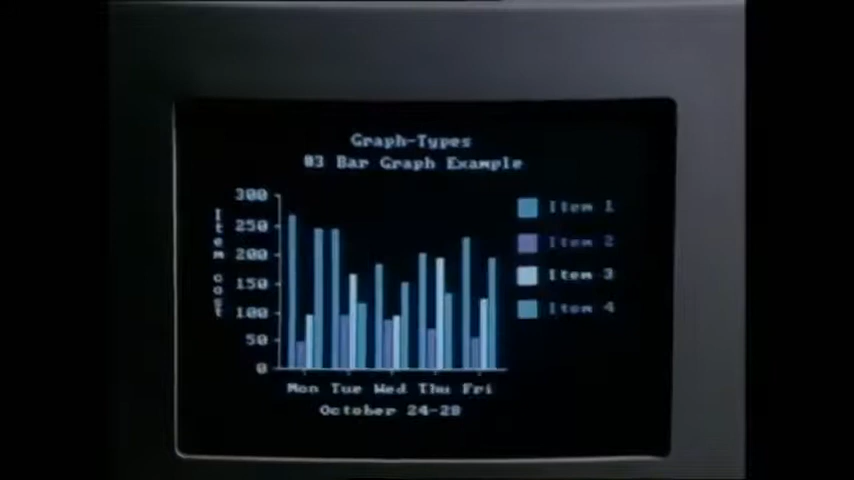 Graph-Types
03 Bar Graph Example
300
250
200
150
100
50
0
Item cost
Mon Tue Wed Thu Fri
October 24-28
Item 1
Item 2
Item 3
Item 4